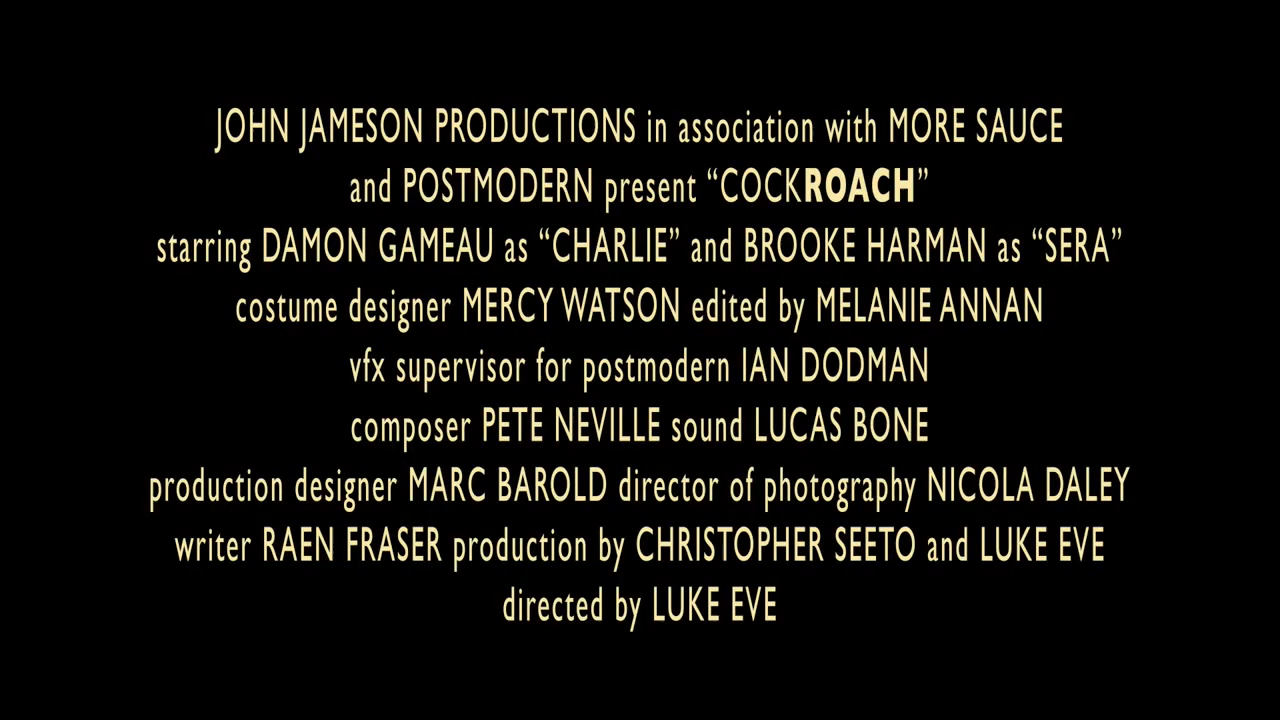 JOHN JAMESON PRODUCTIONS in association with MORE SAUCE
and POSTMODERN present “COCKROACH”
starring DAMON GAMEAU as “CHARLIE” and BROOKE HARMAN as “SERA”
costume designer MERCY WATSON edited by MELANIE ANNAN
vfx supervisor for postmodern IAN DODMAN
composer PETE NEVILLE sound LUCAS BONE
production designer MARC BAROLD director of photography NICOLA DALEY
writer RAEN FRASER production by CHRISTOPHER SEETO and LUKE EVE
directed by LUKE EVE